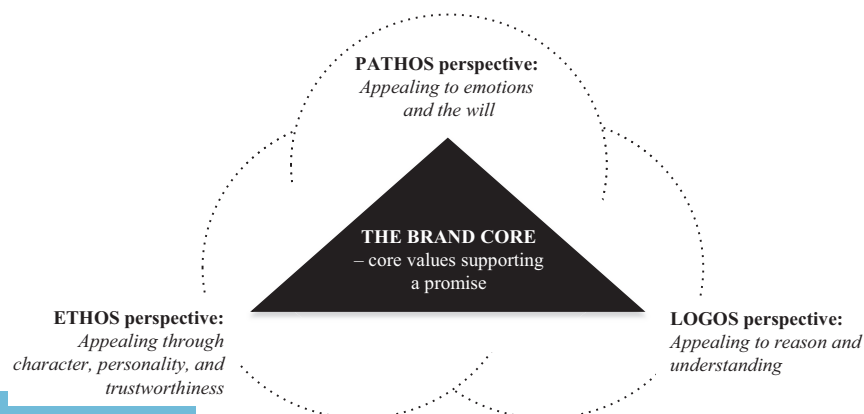 PATHOS perspective:
Appealing to emotions
and the will
THE BRAND CORE
– core values supporting
a promise
ETHOS perspective:
Appealing through
character, personality, and
trustworthiness
LOGOS perspective:
Appealing to reason and
understanding